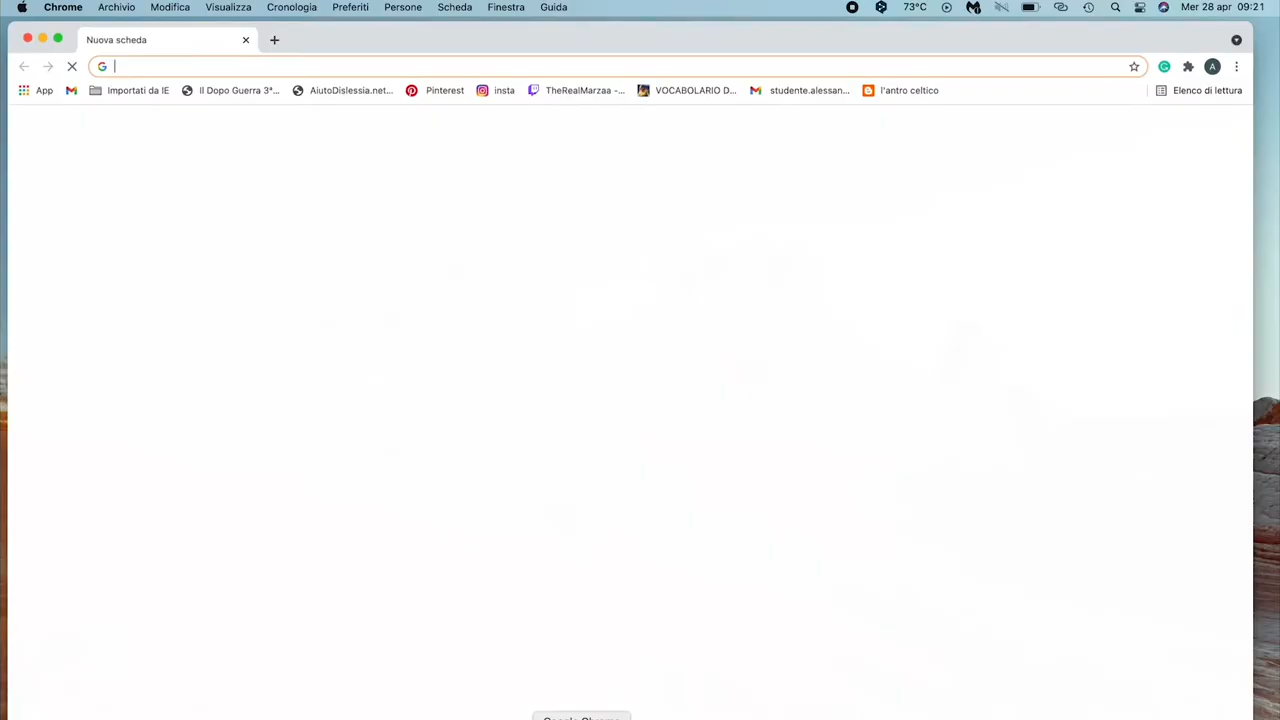 Chrome Archivio Modifica Visualizza Cronologia Preferiti Persone Scheda Finestra Guida 73°C Mer 28 apr 09:21
Nuova scheda
A
App Importati da IE Il Dopo Guerra 3°... AiutoDislessia.net... Pinterest insta TheRealMarzaa -... VOCABOLARIO D... studente.alessan... l'antro celtico Elenco di lettura
Google Chrome